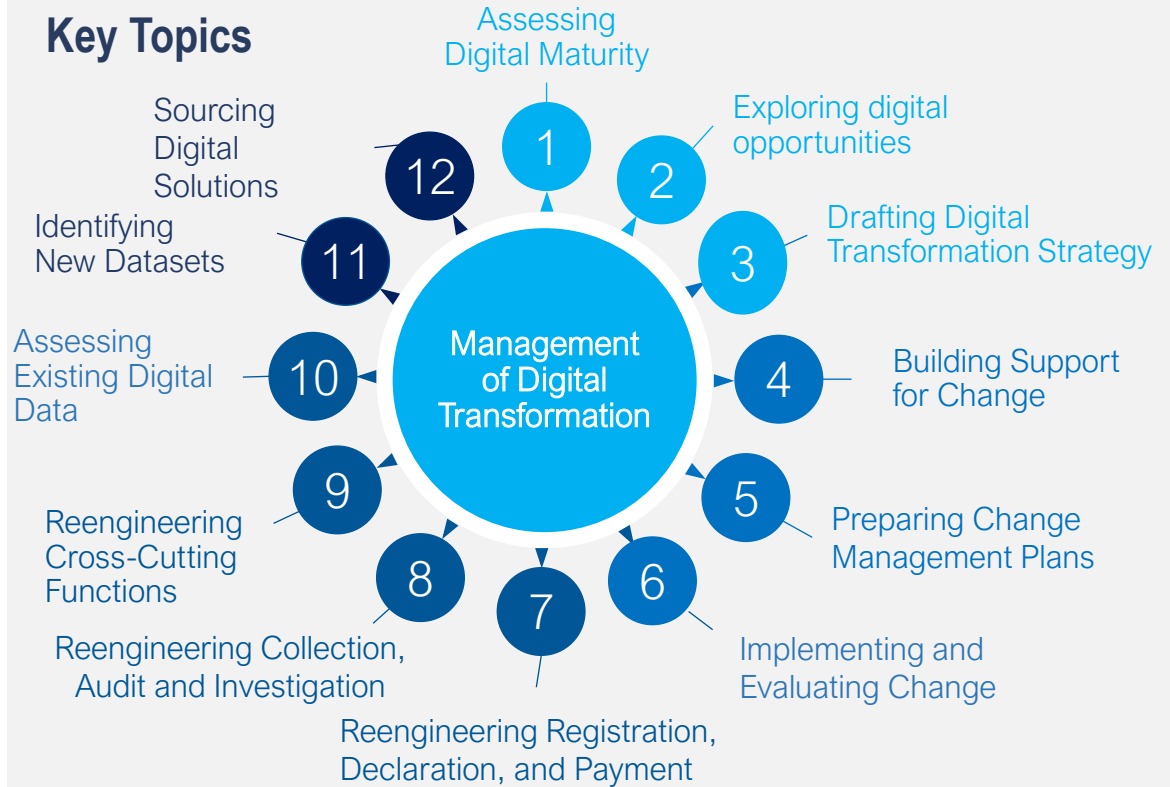 Key Topics
Management
of Digital
Transformation
1
Assessing
Digital Maturity
2
Exploring digital
opportunities
3
Drafting Digital
Transformation Strategy
4
Building Support
for Change
5
Preparing Change
Management Plans
6
Implementing and
Evaluating Change
7
Reengineering Registration,
Declaration, and Payment
8
Reengineering Collection,
Audit and Investigation
9
Reengineering
Cross-Cutting
Functions
10
Assessing
Existing Digital
Data
11
Identifying
New Datasets
12
Sourcing
Digital
Solutions